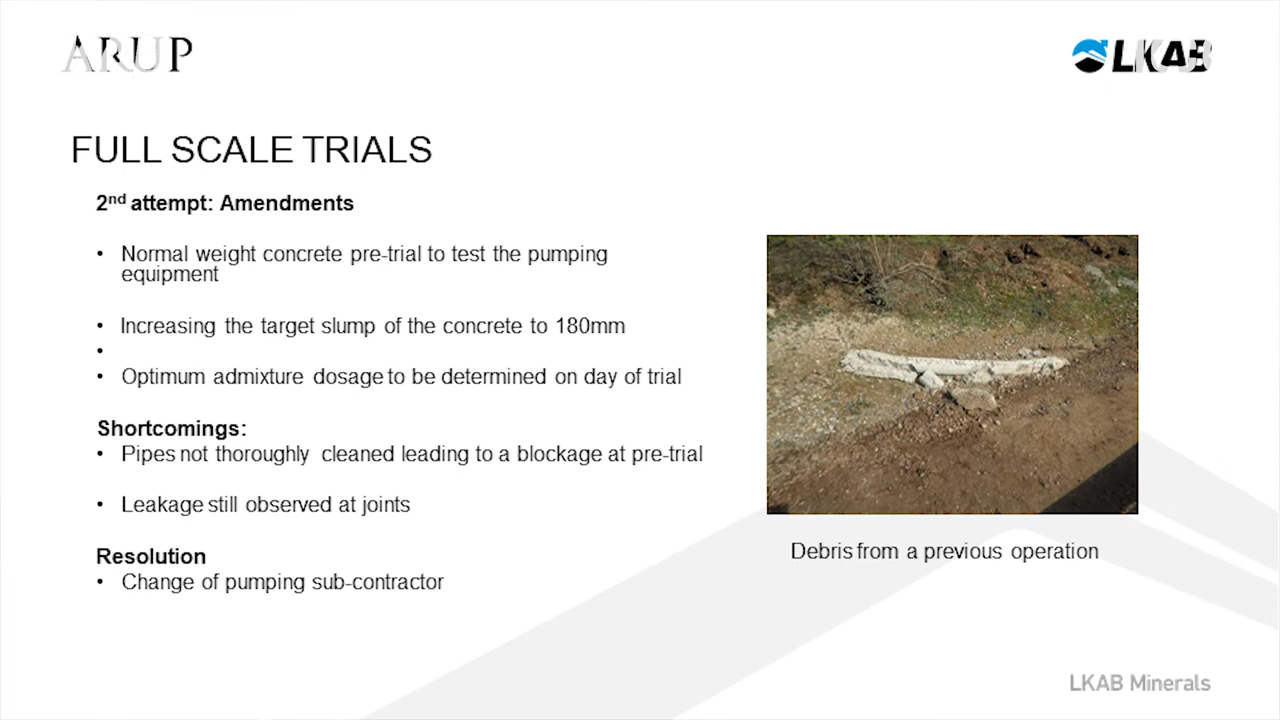 ARUP
LKAB
FULL SCALE TRIALS
2nd attempt: Amendments
• Normal weight concrete pre-trial to test the pumping
equipment
• Increasing the target slump of the concrete to 180mm
•
• Optimum admixture dosage to be determined on day of trial
Shortcomings:
• Pipes not thoroughly cleaned leading to a blockage at pre-trial
• Leakage still observed at joints
Resolution
• Change of pumping sub-contractor
Debris from a previous operation
LKAB Minerals